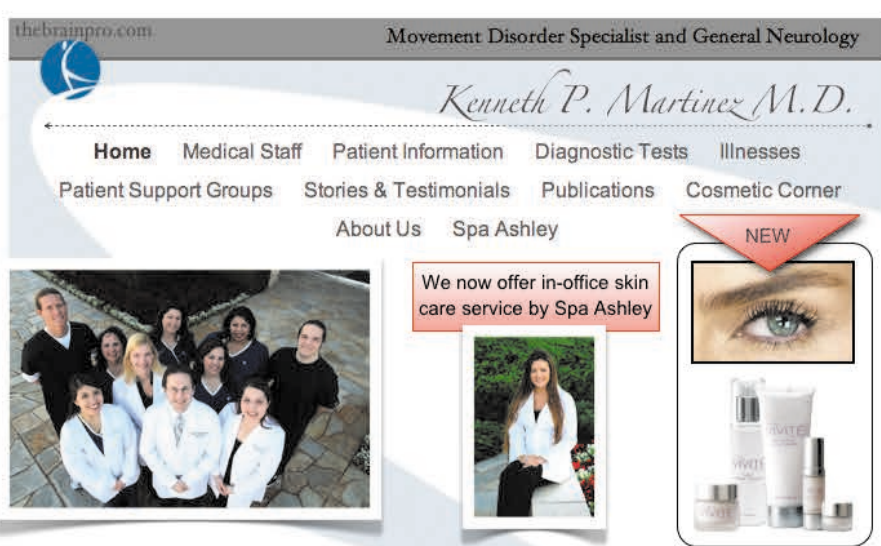 thebrainpro.com
Movement Disorder Specialist and General Neurology
Kenneth P. Martinez M.D.
Home Medical Staff Patient Information Diagnostic Tests Illnesses
Patient Support Groups Stories & Testimonials Publications Cosmetic Corner
About Us Spa Ashley
NEW
We now offer in-office skin
care service by Spa Ashley
VIVITÉ
VIVITÉ